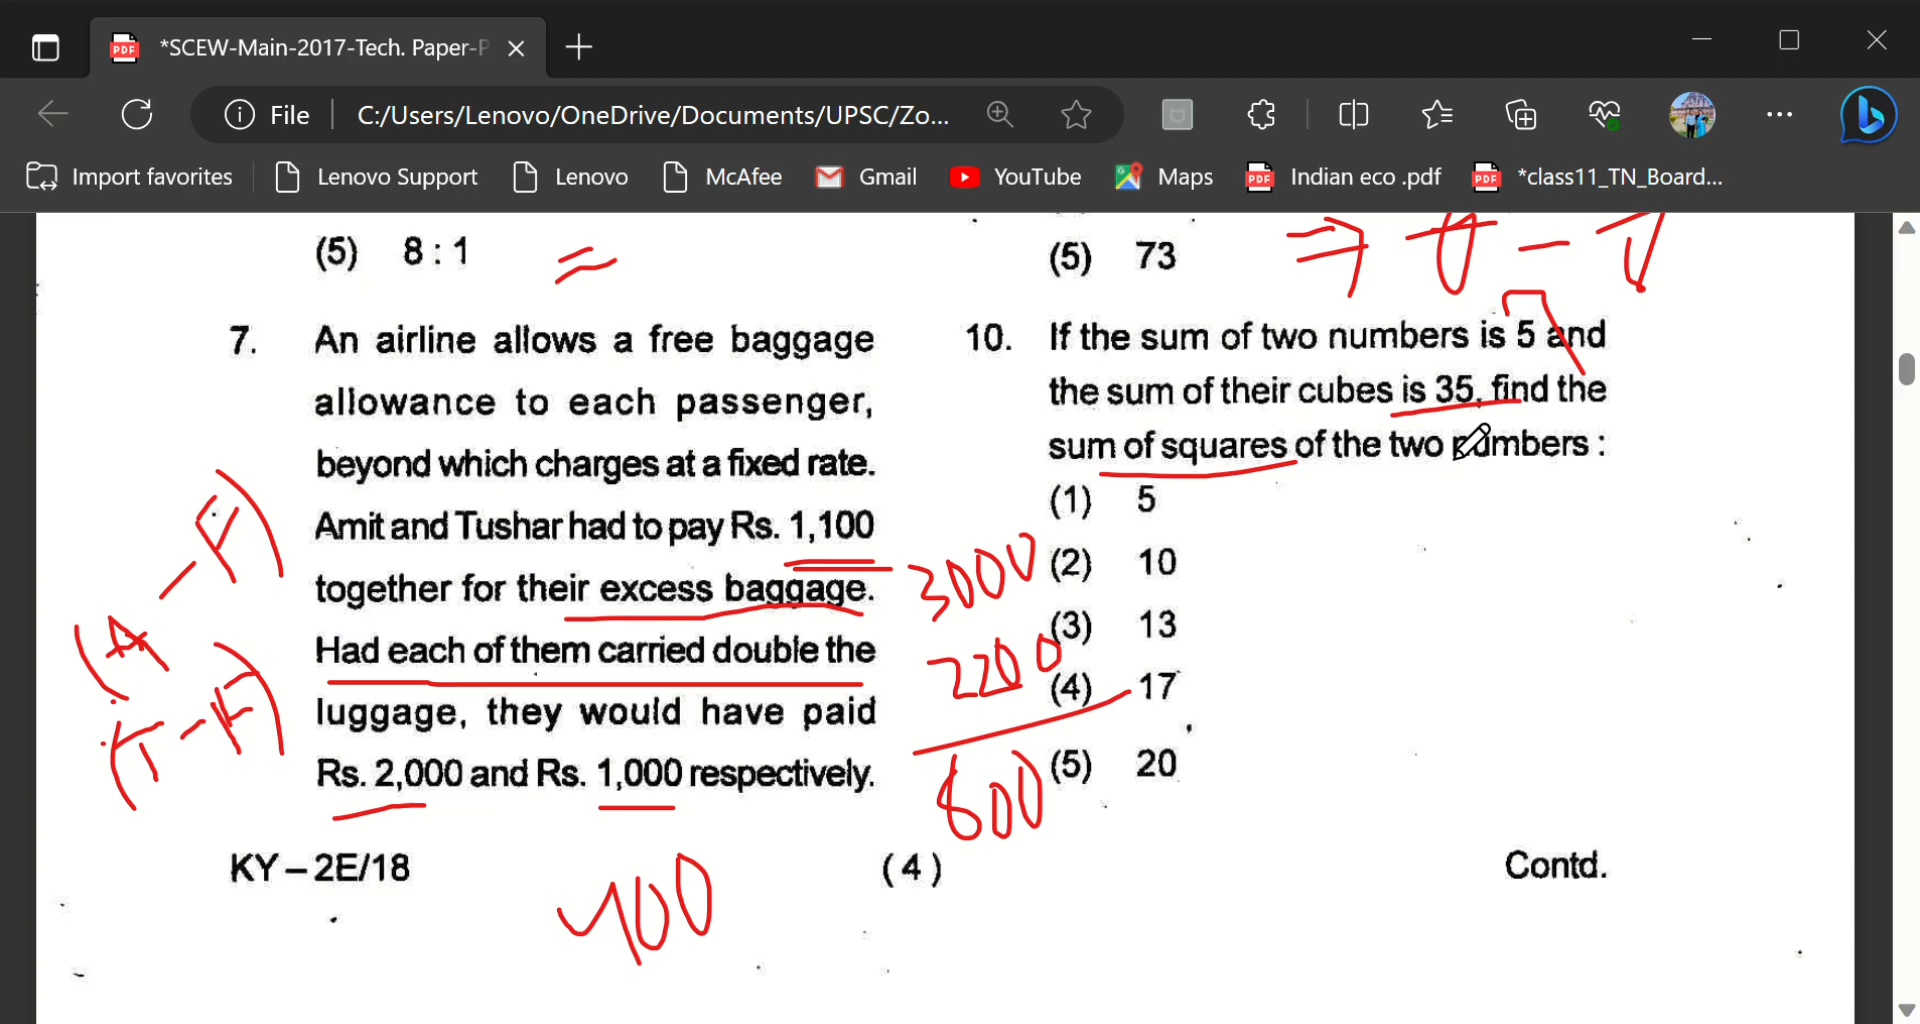 *SCEW-Main-2017-Tech. Paper-P
File
C:/Users/Lenovo/OneDrive/Documents/UPSC/Zo...
Import favorites
Lenovo Support
Lenovo
McAfee
Gmail
YouTube
Maps
Indian eco .pdf
*class11_TN_Board...
(5) 8 : 1
=
7. An airline allows a free baggage
allowance to each passenger,
beyond which charges at a fixed rate.
Amit and Tushar had to pay Rs. 1,100
together for their excess baggage.
Had each of them carried double the
luggage, they would have paid
Rs. 2,000 and Rs. 1,000 respectively.
(A - F)
(T - F)
3000
2200
800
400
(5) 73
10. If the sum of two numbers is 5 and
the sum of their cubes is 35, find the
sum of squares of the two numbers :
(1) 5
(2) 10
(3) 13
(4) 17
(5) 20
KY – 2E/18
( 4 )
Contd.